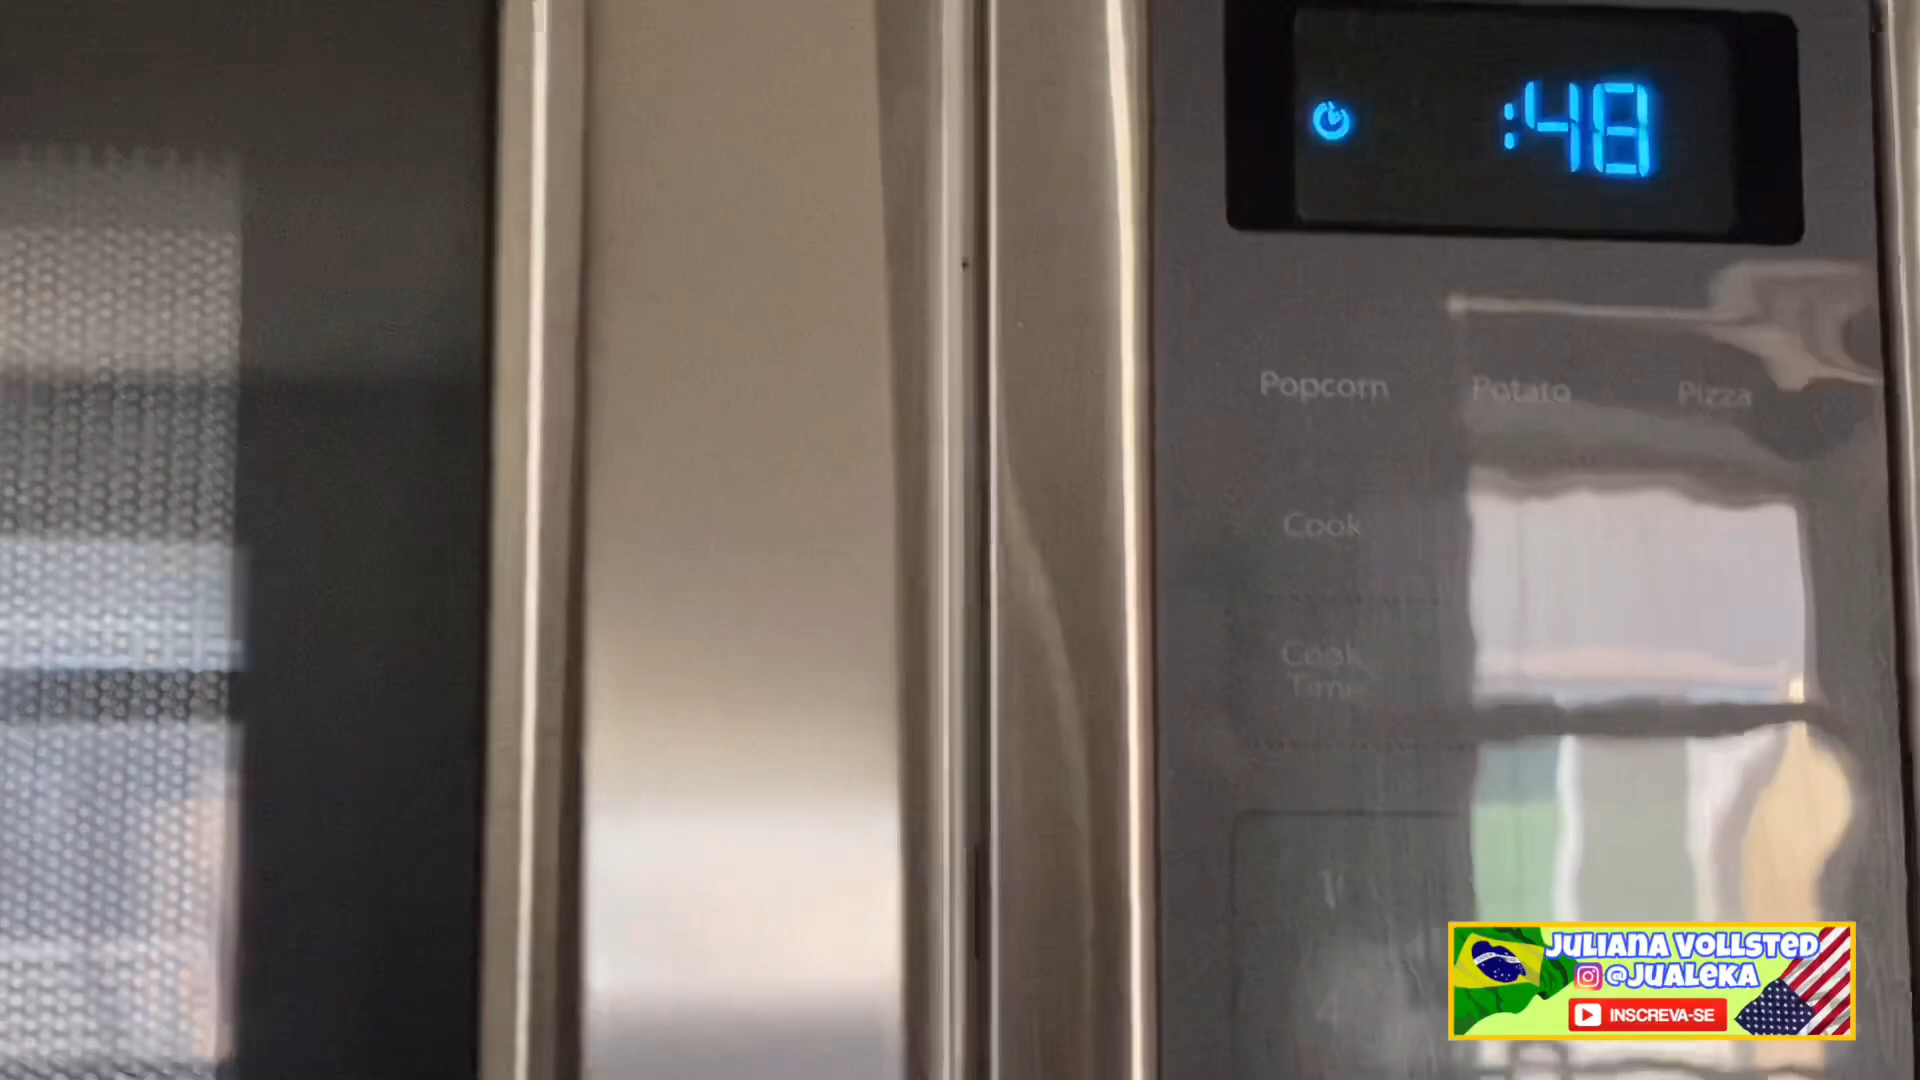 :48
Popcorn Potato Pizza
Cook
Cook
Time
JULIANA VOLLSTED
@JUALEKA
INSCREVA-SE